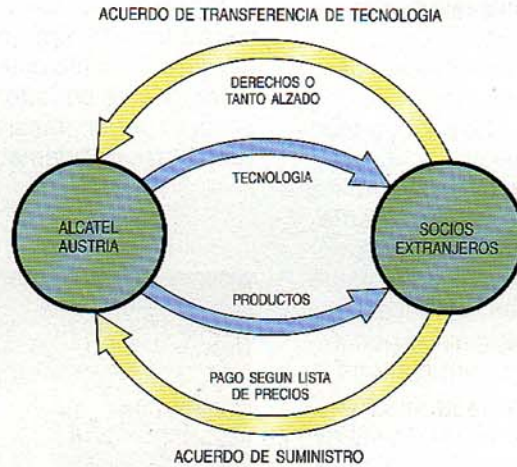 ACUERDO DE TRANSFERENCIA DE TECNOLOGIA
DERECHOS O
TANTO ALZADO
TECNOLOGIA
ALCATEL
AUSTRIA
SOCIOS
EXTRANJEROS
PRODUCTOS
PAGO SEGUN LISTA
DE PRECIOS
ACUERDO DE SUMINISTRO